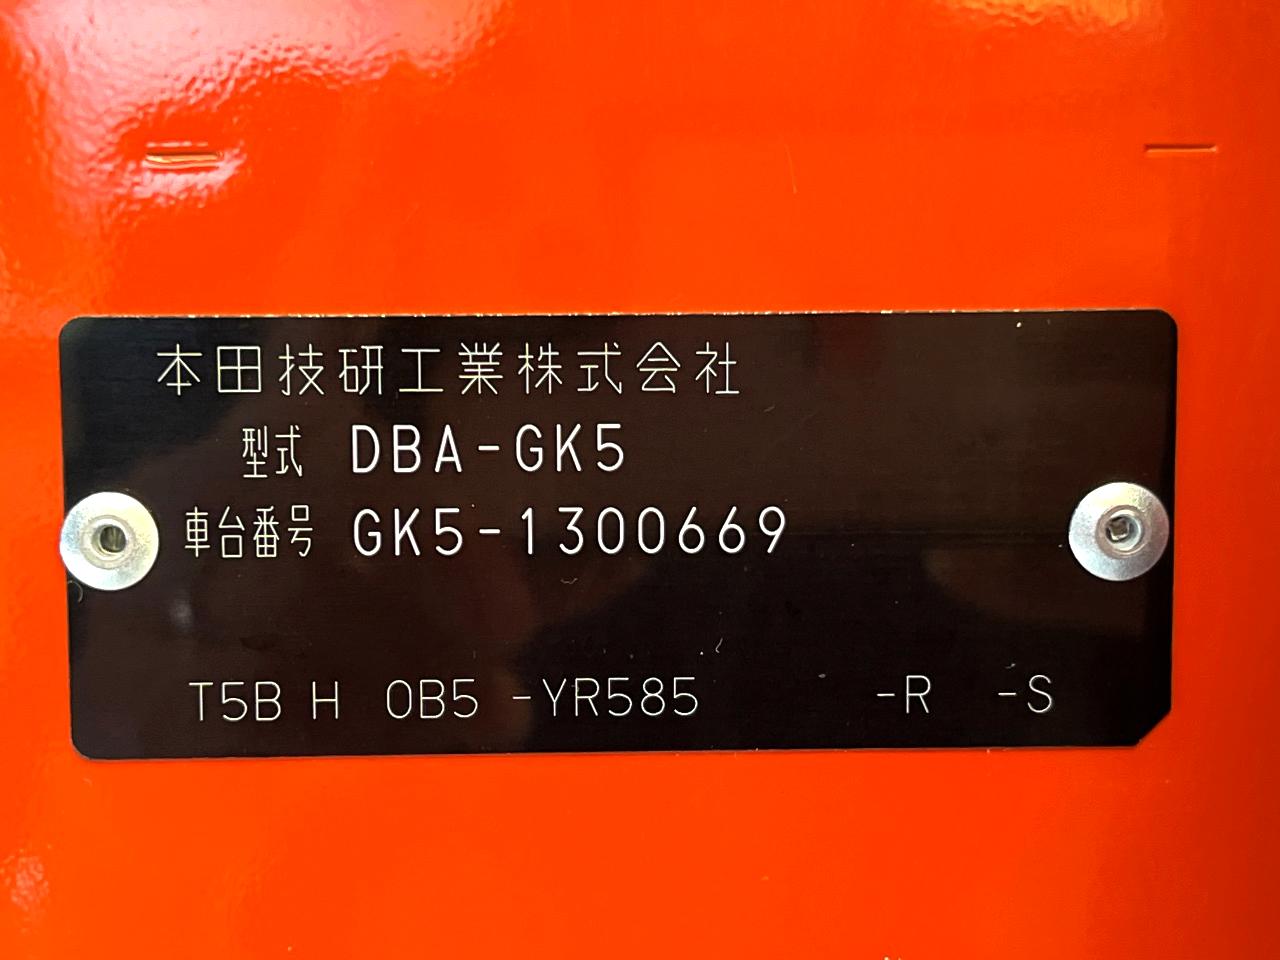 本田技研工業株式会社
型式 DBA-GK5
車台番号 GK5-1300669
T5B H 0B5 -YR585 -R -S